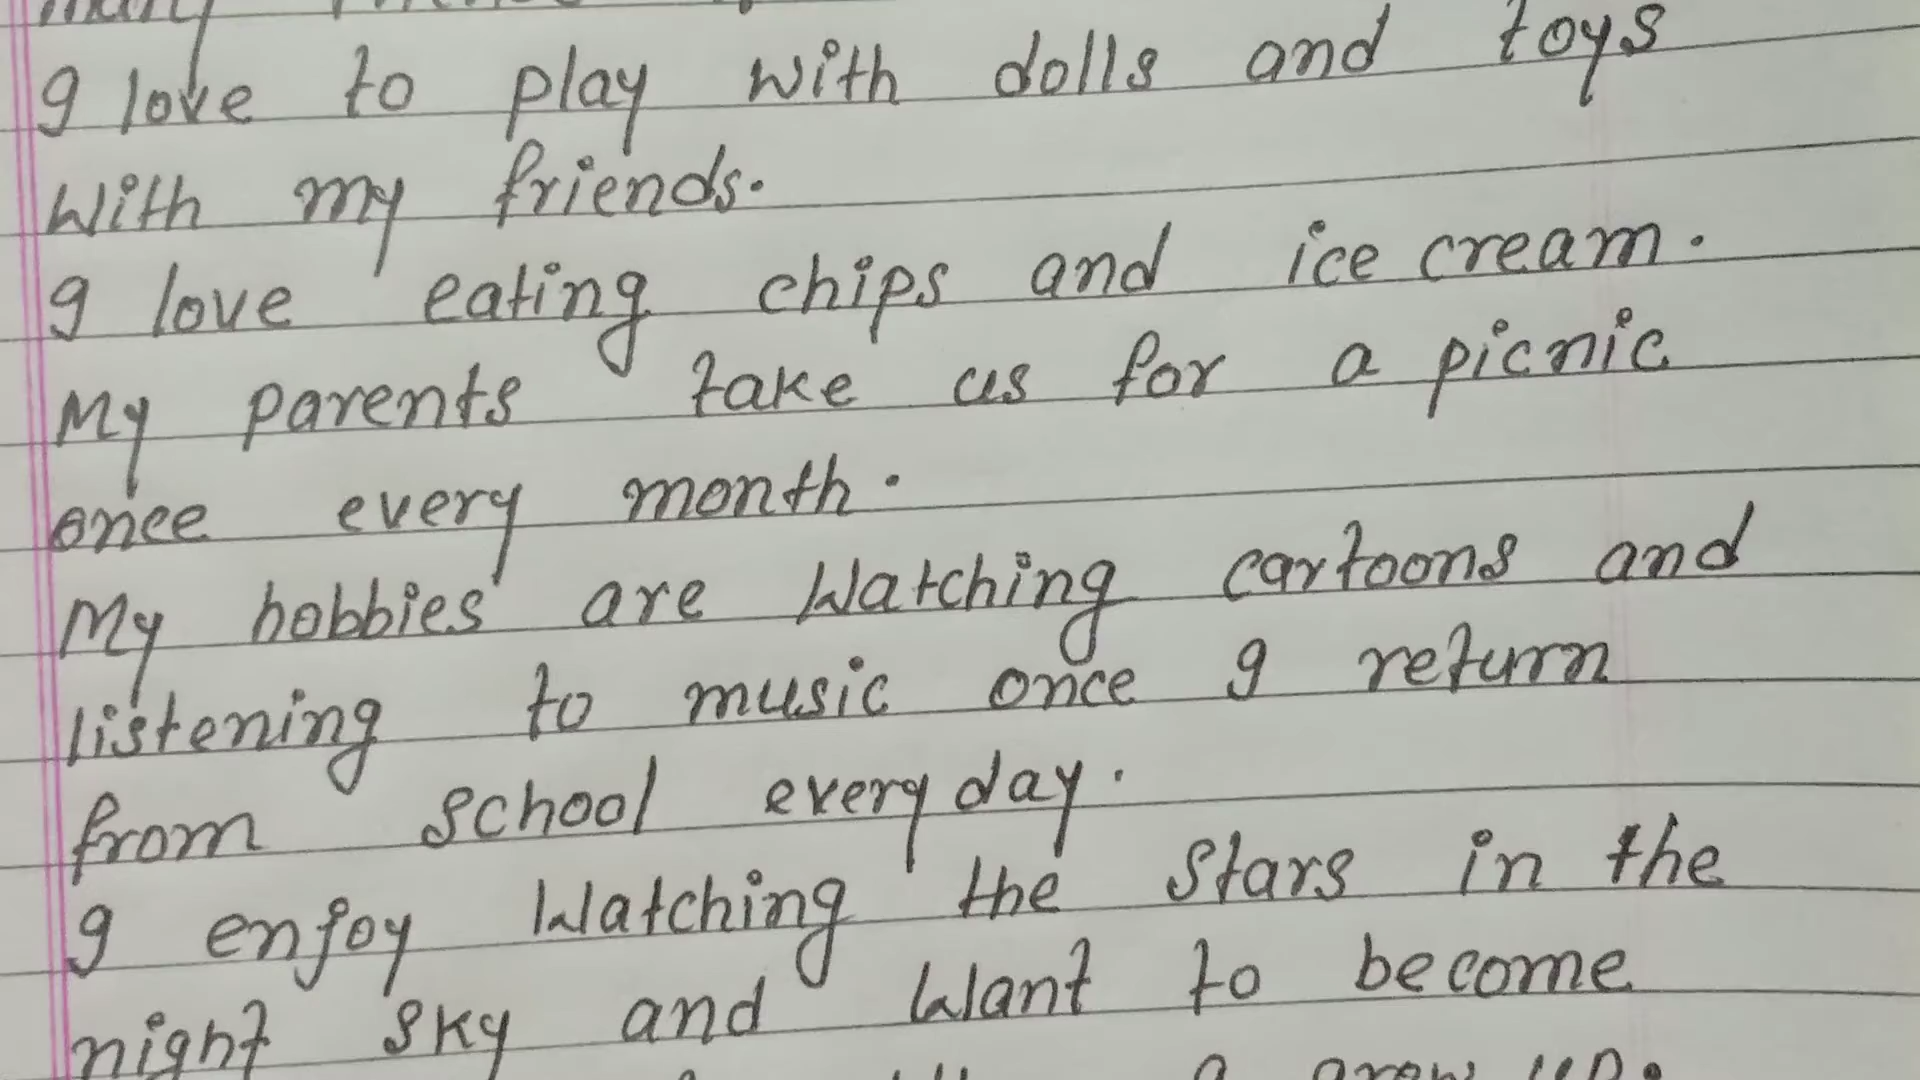 I love to play with dolls and toys
with my friends.
I love eating chips and ice cream.
My parents take us for a picnic
once every month.
My hobbies are watching cartoons and
listening to music once I return
from school everyday.
I enjoy watching the stars in the
night sky and want to become
I grow up.